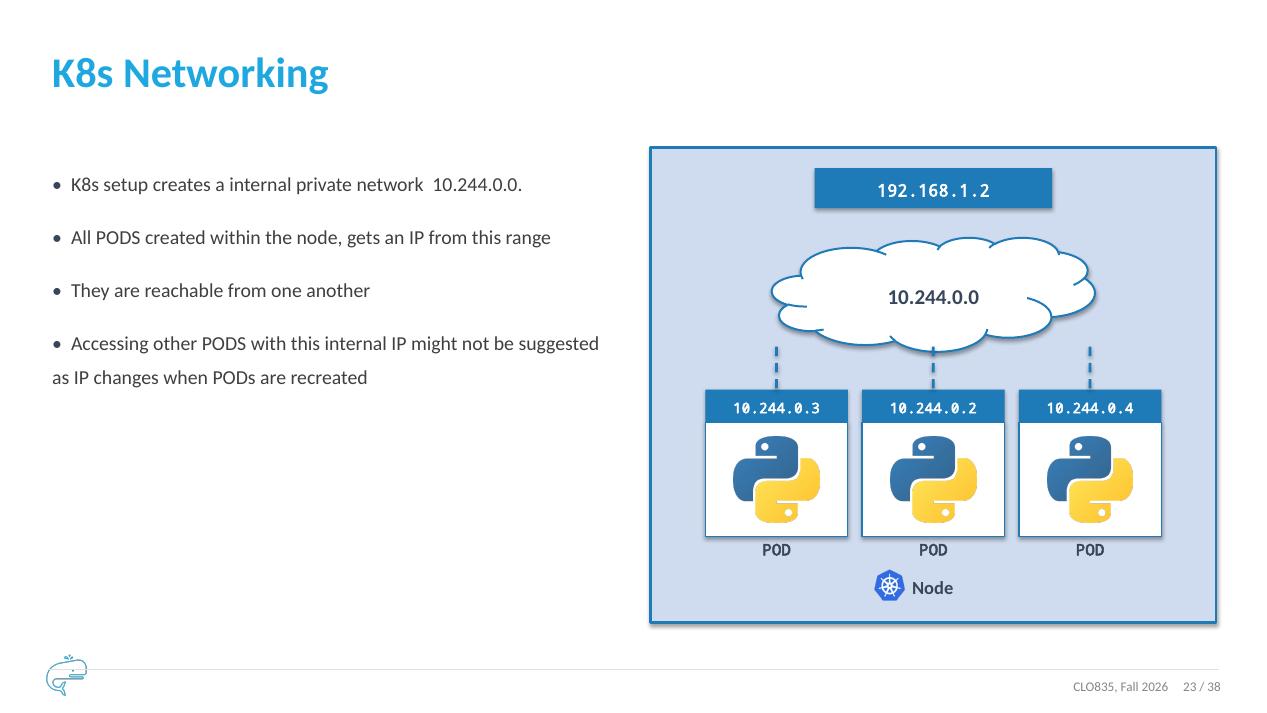 K8s Networking
• K8s setup creates a internal private network  10.244.0.0.
• All PODS created within the node, gets an IP from this range
• They are reachable from one another
• Accessing other PODS with this internal IP might not be suggested
as IP changes when PODs are recreated
192.168.1.2
10.244.0.0
10.244.0.3
10.244.0.2
10.244.0.4
POD
POD
POD
Node
CLO835, Fall 2026
23 / 38